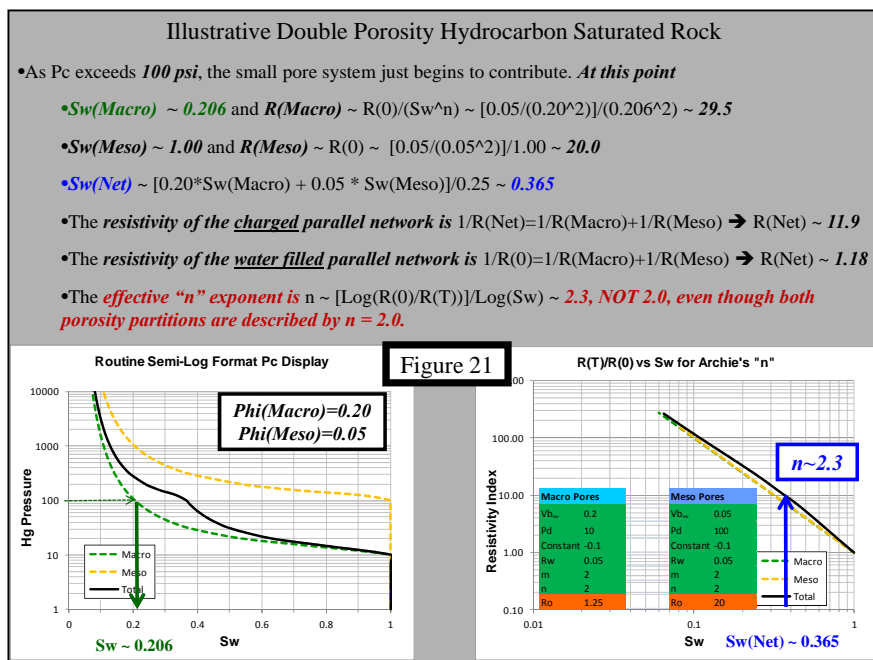 Illustrative Double Porosity Hydrocarbon Saturated Rock
•As Pc exceeds 100 psi, the small pore system just begins to contribute. At this point
•Sw(Macro) ~ 0.206 and R(Macro) ~ R(0)/(Sw^n) ~ [0.05/(0.20^2)]/(0.206^2) ~ 29.5
•Sw(Meso) ~ 1.00 and R(Meso) ~ R(0) ~ [0.05/(0.05^2)]/1.00 ~ 20.0
•Sw(Net) ~ [0.20*Sw(Macro) + 0.05 * Sw(Meso)]/0.25 ~ 0.365
•The resistivity of the charged parallel network is 1/R(Net)=1/R(Macro)+1/R(Meso) ➔ R(Net) ~ 11.9
•The resistivity of the water filled parallel network is 1/R(0)=1/R(Macro)+1/R(Meso) ➔ R(Net) ~ 1.18
•The effective “n” exponent is n ~ [Log(R(0)/R(T))]/Log(Sw) ~ 2.3, NOT 2.0, even though both
porosity partitions are described by n = 2.0.
Figure 21
Routine Semi-Log Format Pc Display
Phi(Macro)=0.20
Phi(Meso)=0.05
Hg Pressure
10000
1000
100
10
1
Macro
Meso
Total
0 0.2 0.4 0.6 0.8 1
Sw
Sw ~ 0.206
R(T)/R(0) vs Sw for Archie's "n"
n~2.3
Resistivity Index
00.00
100.00
10.00
1.00
0.10
Macro Pores
Vb∞ 0.2
Pd 10
Constant -0.1
Rw 0.05
m 2
n 2
Ro 1.25
Meso Pores
Vb∞ 0.05
Pd 100
Constant -0.1
Rw 0.05
m 2
n 2
Ro 20
Macro
Meso
Total
0.01 0.1 1
Sw
Sw(Net) ~ 0.365